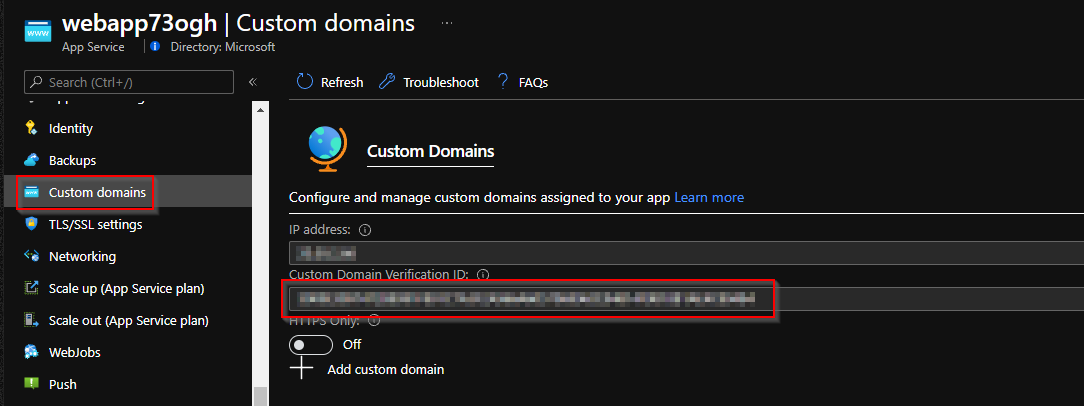 webapp73ogh | Custom domains ...
www
App Service | Directory: Microsoft
Search (Ctrl+/) «
Refresh Troubleshoot ? FAQs
Identity
Backups
Custom domains
TLS/SSL settings
Networking
Scale up (App Service plan)
Scale out (App Service plan)
WebJobs
Push
Custom Domains
Configure and manage custom domains assigned to your app Learn more
IP address:
Custom Domain Verification ID:
HTTPS Only:
Off
Add custom domain